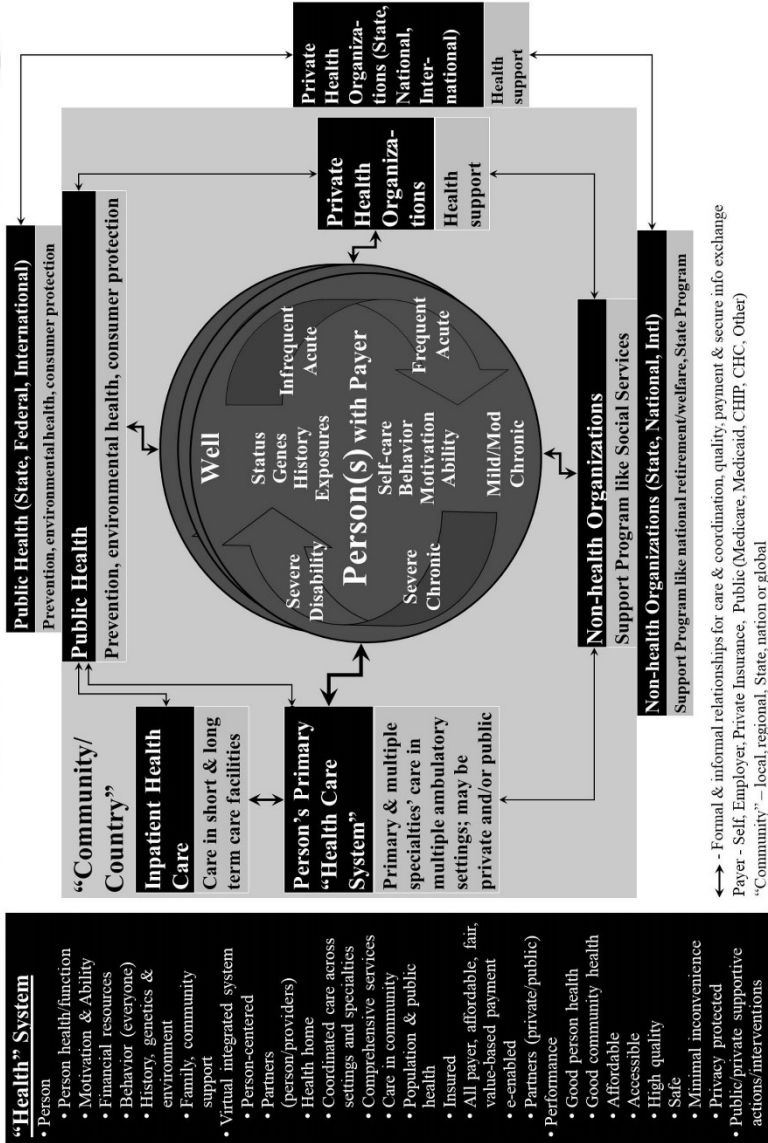 "Health" System
• Person
• Person health/function
• Motivation & Ability
• Financial resources
• Behavior (everyone)
• History, genetics &
environment
• Family, community
support
• Virtual integrated system
• Person-centered
• Partners
(person/providers)
• Health home
• Coordinated care across
settings and specialties
• Comprehensive services
• Care in community
• Population & public
health
• Insured
• All payer, affordable, fair,
value-based payment
• e-enabled
• Partners (private/public)
• Performance
• Good person health
• Good community health
• Affordable
• Accessible
• High quality
• Safe
• Minimal inconvenience
• Privacy protected
• Public/private supportive
actions/interventions
Public Health (State, Federal, International)
Prevention, environmental health, consumer protection
"Community/
Country"
Public Health
Prevention, environmental health, consumer protection
Inpatient Health
Care
Care in short & long
term care facilities
Person's Primary
"Health Care
System"
Primary & multiple
specialties' care in
multiple ambulatory
settings; may be
private and/or public
Well
Severe
Disability
Status
Genes
History
Exposures
Infrequent
Acute
Person(s) with Payer
Severe
Chronic
Self-care
Behavior
Motivation
Ability
Frequent
Acute
Mild/Mod
Chronic
Private
Health
Organiza-
tions
Health
support
Private
Health
Organiza-
tions (State,
National,
Inter-
national)
Health
support
Non-health Organizations
Support Program like Social Services
Non-health Organizations (State, National, Intl)
Support Program like national retirement/welfare, State Program
↔ - Formal & informal relationships for care & coordination, quality, payment & secure info exchange
Payer - Self, Employer, Private Insurance, Public (Medicare, Medicaid, CHIP, CHC, Other)
"Community" – local, regional, State, nation or global